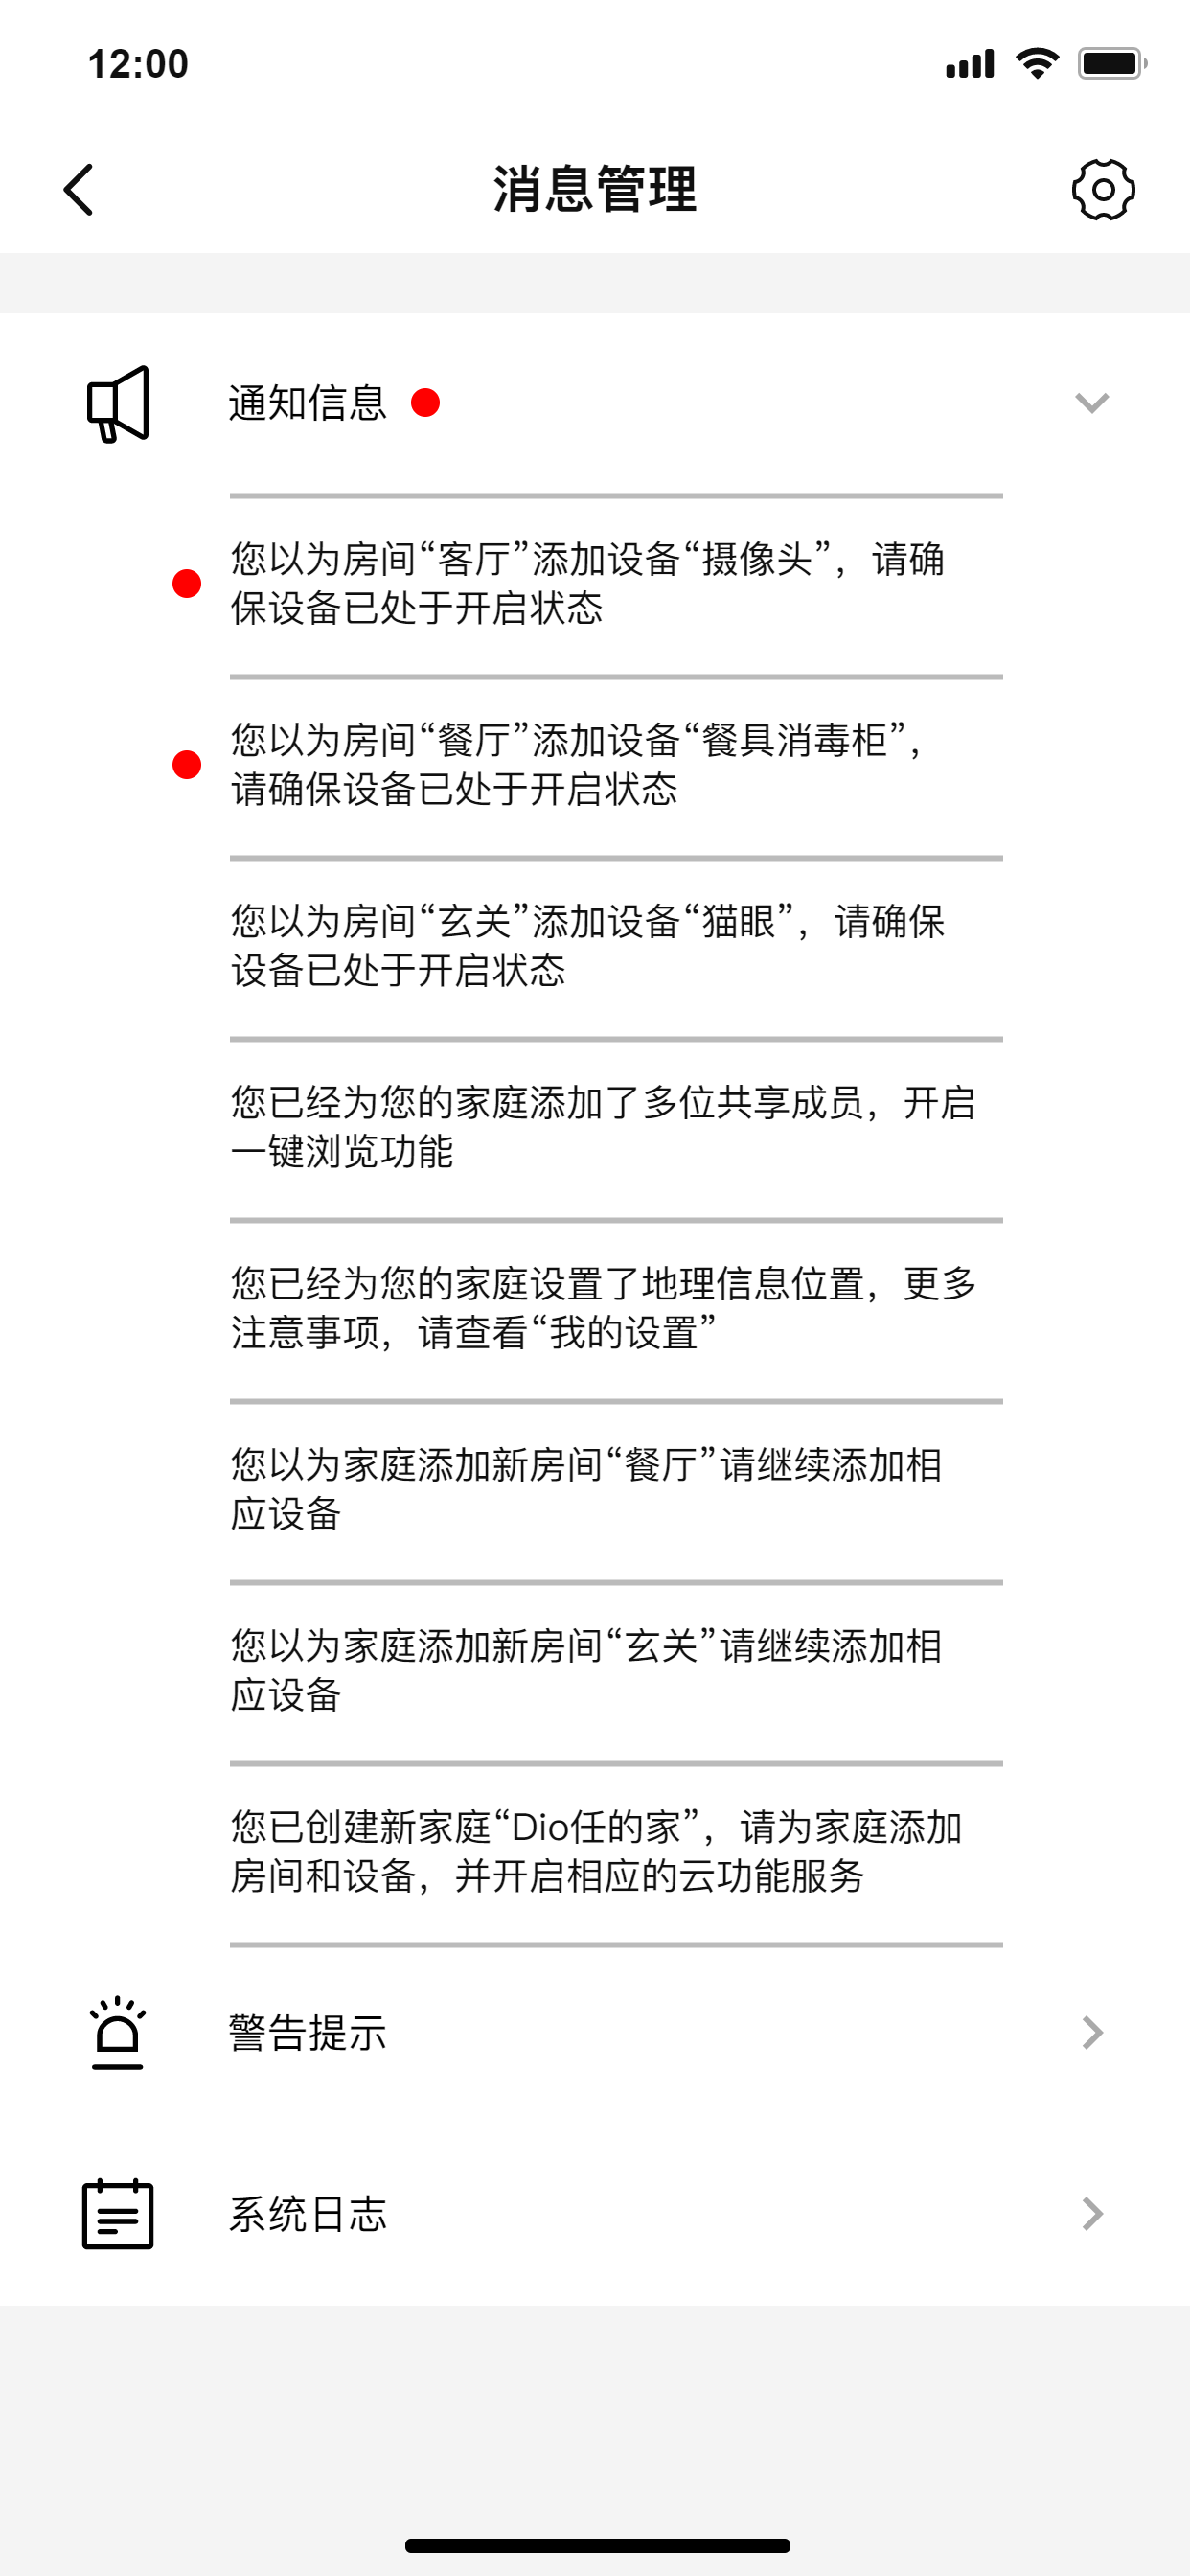 12:00
消息管理
通知信息
您以为房间“客厅”添加设备“摄像头”，请确
保设备已处于开启状态
您以为房间“餐厅”添加设备“餐具消毒柜”，
请确保设备已处于开启状态
您以为房间“玄关”添加设备“猫眼”，请确保
设备已处于开启状态
您已经为您的家庭添加了多位共享成员，开启
一键浏览功能
您已经为您的家庭设置了地理信息位置，更多
注意事项，请查看“我的设置”
您以为家庭添加新房间“餐厅”请继续添加相
应设备
您以为家庭添加新房间“玄关”请继续添加相
应设备
您已创建新家庭“Dio任的家”，请为家庭添加
房间和设备，并开启相应的云功能服务
警告提示
系统日志